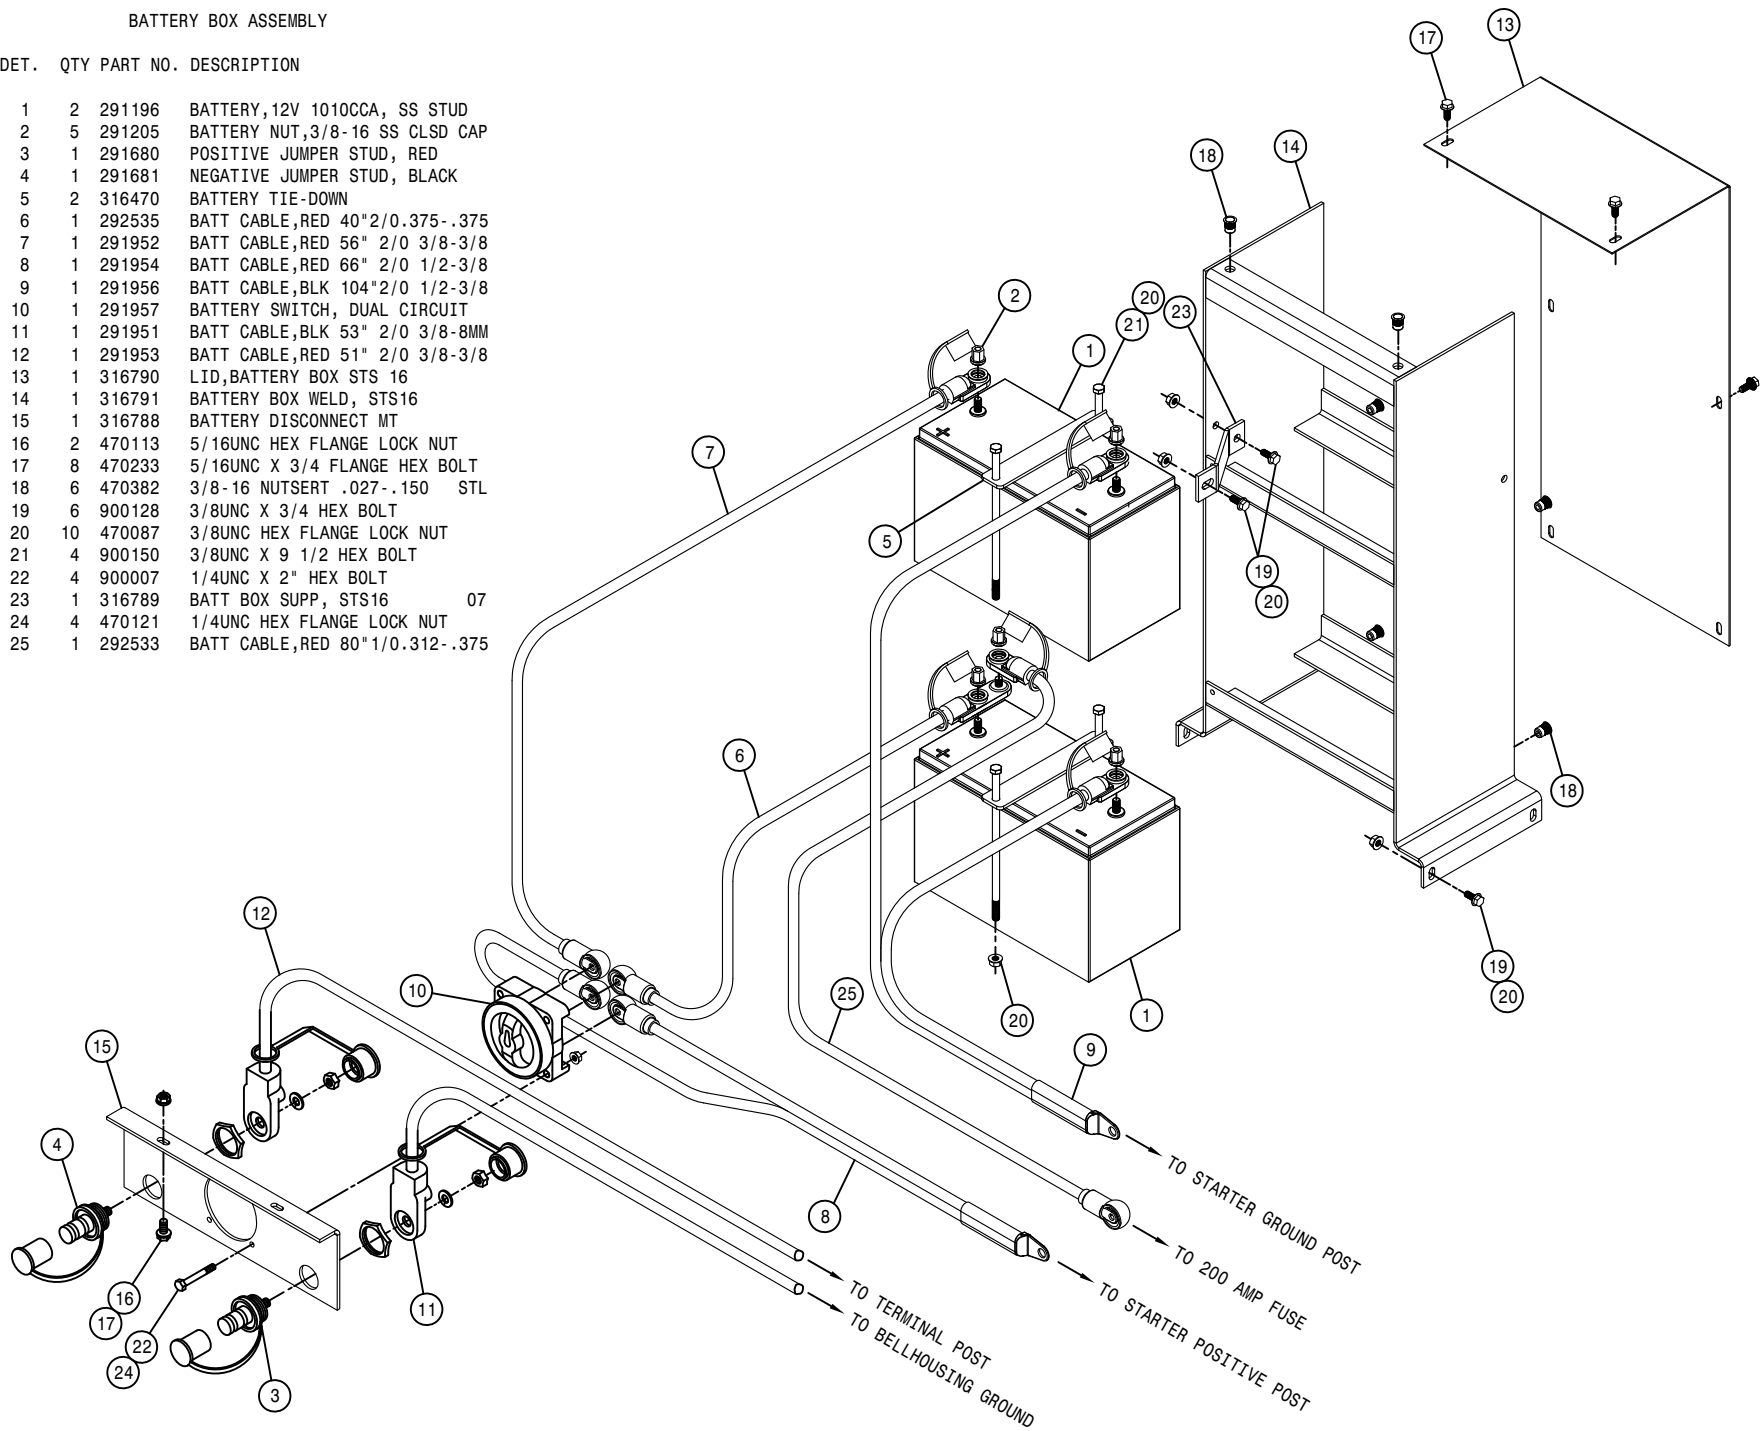 BATTERY BOX ASSEMBLY
DET. QTY PART NO. DESCRIPTION
1 2 291196 BATTERY,12V 1010CCA, SS STUD
2 5 291205 BATTERY NUT,3/8-16 SS CLSD CAP
3 1 291680 POSITIVE JUMPER STUD, RED
4 1 291681 NEGATIVE JUMPER STUD, BLACK
5 2 316470 BATTERY TIE-DOWN
6 1 292535 BATT CABLE,RED 40"2/0.375-.375
7 1 291952 BATT CABLE,RED 56" 2/0 3/8-3/8
8 1 291954 BATT CABLE,RED 66" 2/0 1/2-3/8
9 1 291956 BATT CABLE,BLK 104"2/0 1/2-3/8
10 1 291957 BATTERY SWITCH, DUAL CIRCUIT
11 1 291951 BATT CABLE,BLK 53" 2/0 3/8-8MM
12 1 291953 BATT CABLE,RED 51" 2/0 3/8-3/8
13 1 316790 LID,BATTERY BOX STS 16
14 1 316791 BATTERY BOX WELD, STS16
15 1 316788 BATTERY DISCONNECT MT
16 2 470113 5/16UNC HEX FLANGE LOCK NUT
17 8 470233 5/16UNC X 3/4 FLANGE HEX BOLT
18 6 470382 3/8-16 NUTSERT .027-.150 STL
19 6 900128 3/8UNC X 3/4 HEX BOLT
20 10 470087 3/8UNC HEX FLANGE LOCK NUT
21 4 900150 3/8UNC X 9 1/2 HEX BOLT
22 4 900007 1/4UNC X 2" HEX BOLT
23 1 316789 BATT BOX SUPP, STS16 07
24 4 470121 1/4UNC HEX FLANGE LOCK NUT
25 1 292533 BATT CABLE,RED 80"1/0.312-.375
13
17
14
18
20
23
21
2
1
7
5
19
20
6
18
12
10
25
20
1
19
20
15
9
4
8
11
16
17
22
24
3
TO STARTER GROUND POST
TO 200 AMP FUSE
TO STARTER POSITIVE POST
TO TERMINAL POST
TO BELLHOUSING GROUND